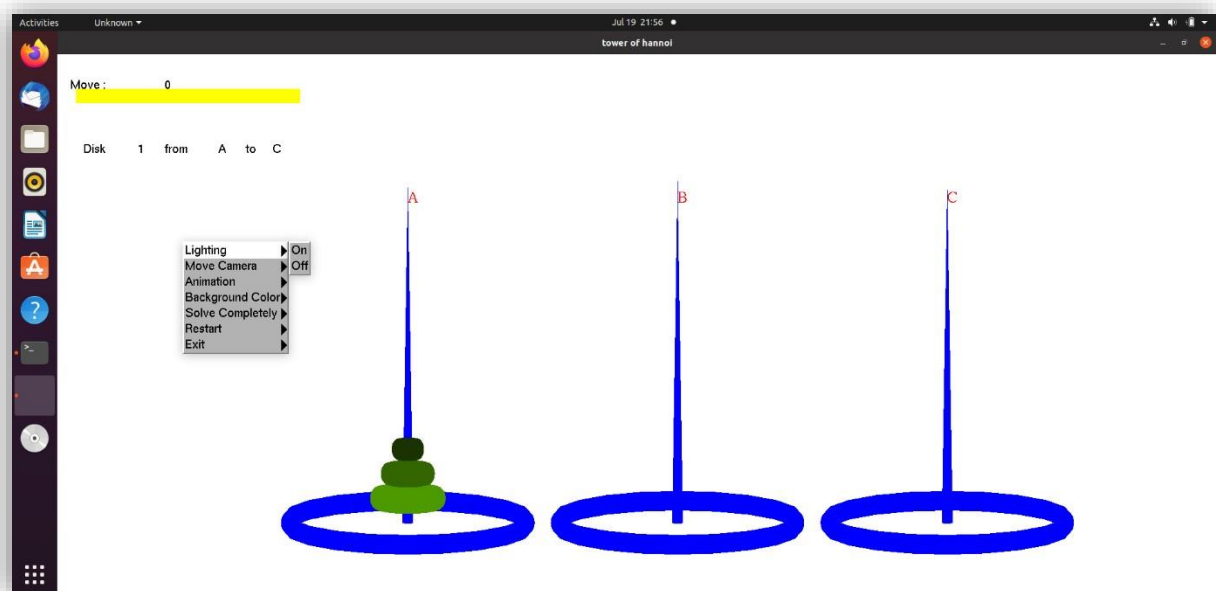 Activities Unknown Jul 19 21:56
tower of hannoi
Move : 0
Disk 1 from A to C
A B C
Lighting On
Move Camera Off
Animation
Background Color
Solve Completely
Restart
Exit